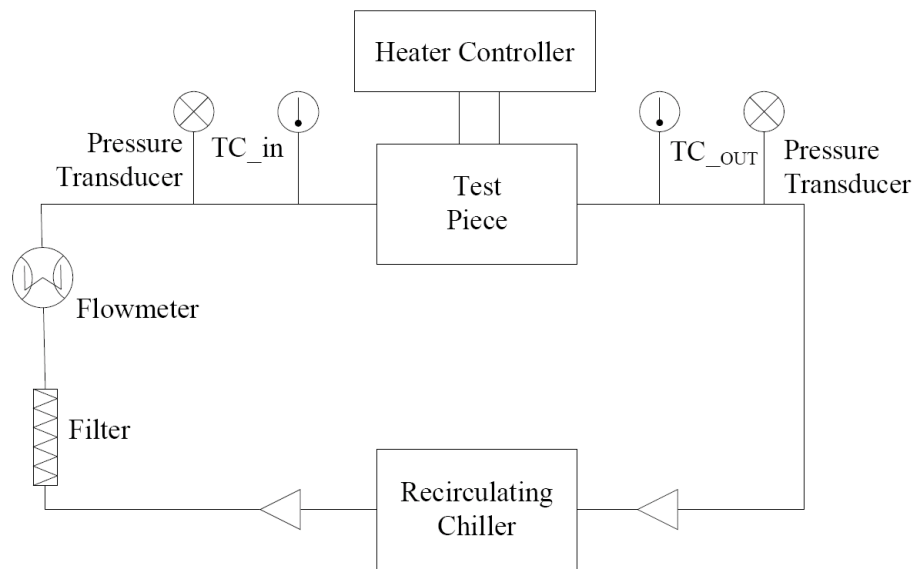 Heater Controller
Pressure
Transducer
TC_in
Test
Piece
TC_OUT
Pressure
Transducer
Flowmeter
Filter
Recirculating
Chiller